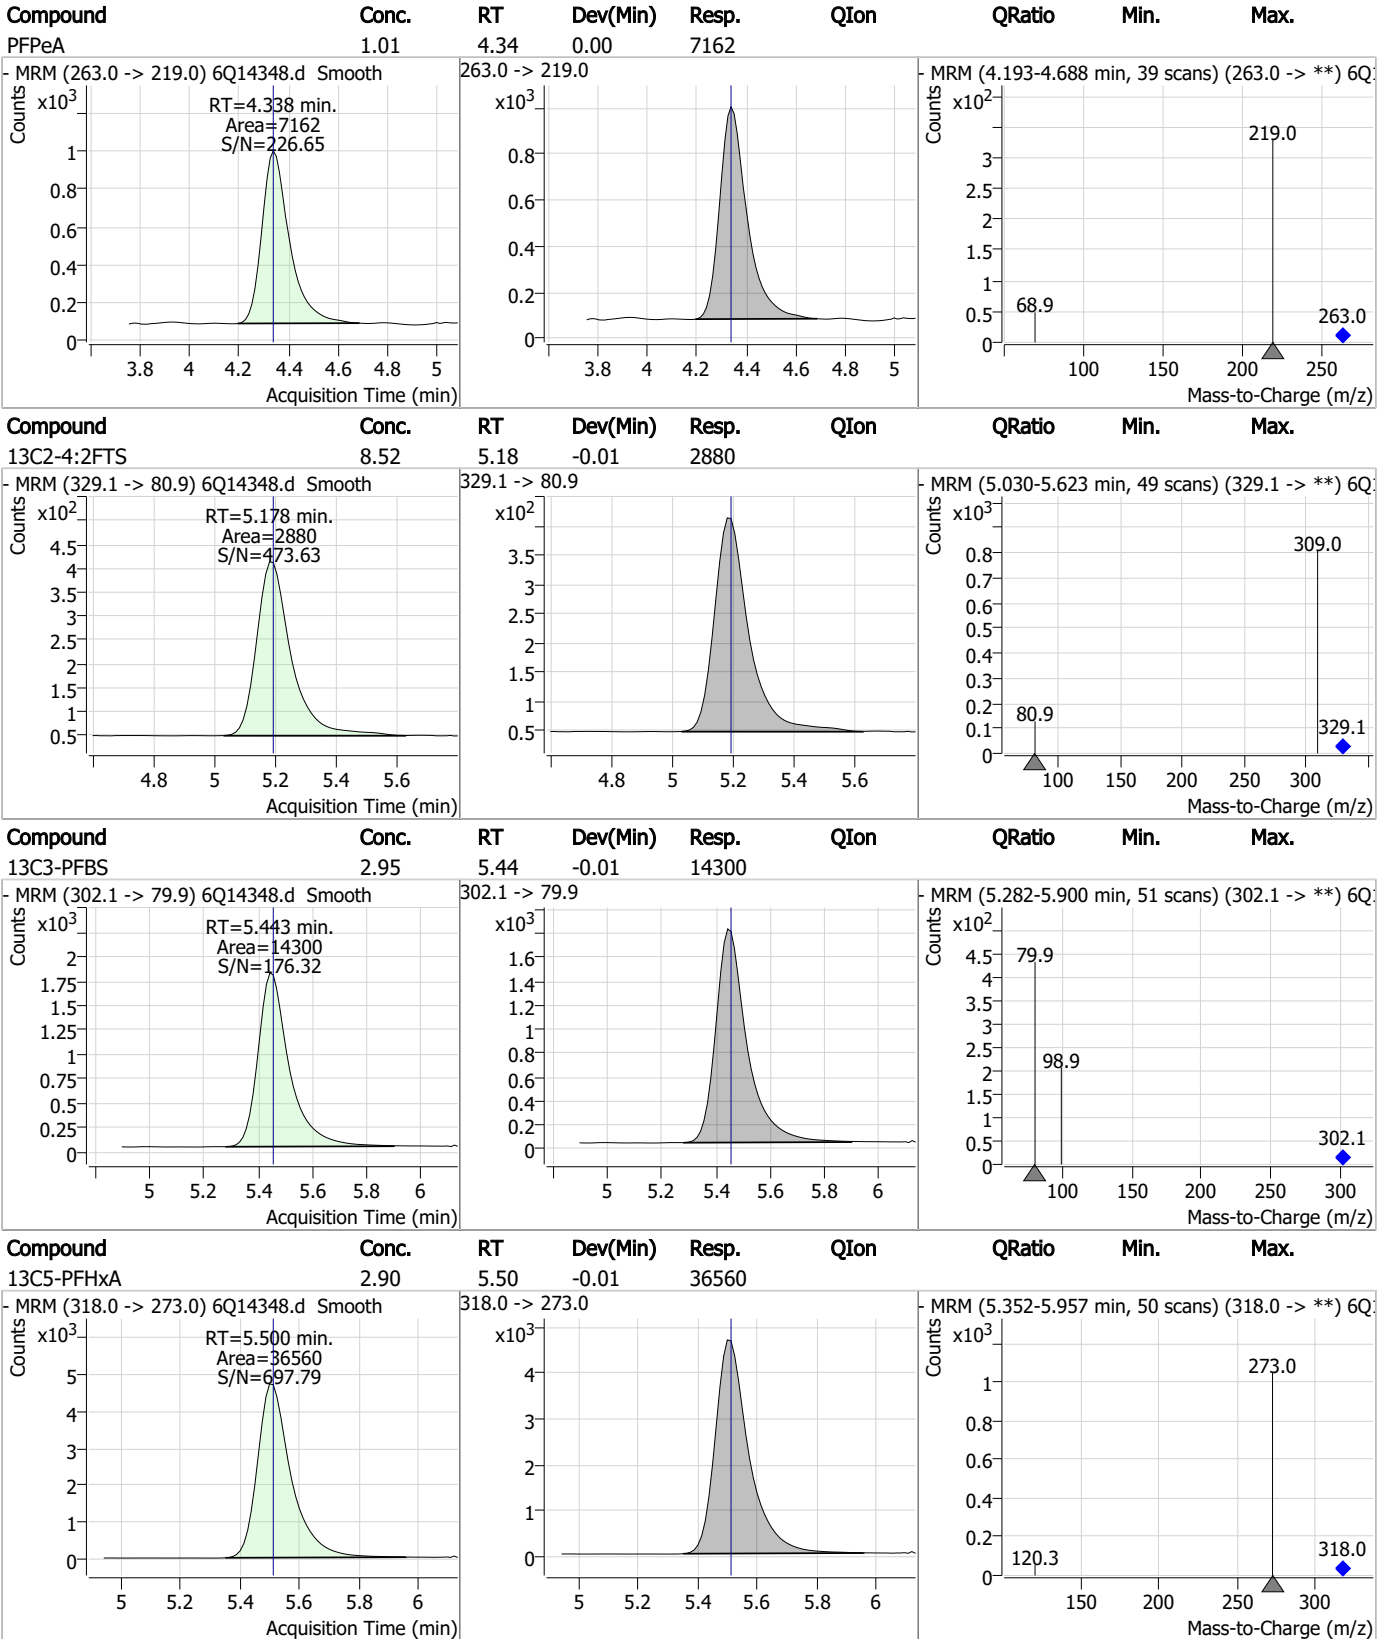 Compound Conc. RT Dev(Min) Resp. QIon QRatio Min. Max.
PFPeA 1.01 4.34 0.00 7162
- MRM (263.0 -> 219.0) 6Q14348.d Smooth
Counts
x10³
RT=4.338 min.
Area=7162
S/N=226.65
1
0.8
0.6
0.4
0.2
0
3.8 4 4.2 4.4 4.6 4.8 5
Acquisition Time (min)
263.0 -> 219.0
x10³
0.8
0.6
0.4
0.2
0
3.8 4 4.2 4.4 4.6 4.8 5
- MRM (4.193-4.688 min, 39 scans) (263.0 -> **) 6Q
Counts
x10²
219.0
3
2.5
2
1.5
1
68.9
0.5
263.0
0
100 150 200 250
Mass-to-Charge (m/z)
Compound Conc. RT Dev(Min) Resp. QIon QRatio Min. Max.
13C2-4:2FTS 8.52 5.18 -0.01 2880
- MRM (329.1 -> 80.9) 6Q14348.d Smooth
Counts
x10²
RT=5.178 min.
Area=2880
S/N=473.63
4.5
4
3.5
3
2.5
2
1.5
1
0.5
4.8 5 5.2 5.4 5.6
Acquisition Time (min)
329.1 -> 80.9
x10²
3.5
3
2.5
2
1.5
1
0.5
4.8 5 5.2 5.4 5.6
- MRM (5.030-5.623 min, 49 scans) (329.1 -> **) 6Q
Counts
x10³
309.0
0.8
0.7
0.6
0.5
0.4
0.3
0.2
80.9
0.1
329.1
0
100 150 200 250 300
Mass-to-Charge (m/z)
Compound Conc. RT Dev(Min) Resp. QIon QRatio Min. Max.
13C3-PFBS 2.95 5.44 -0.01 14300
- MRM (302.1 -> 79.9) 6Q14348.d Smooth
Counts
x10³
RT=5.443 min.
Area=14300
S/N=176.32
2
1.75
1.5
1.25
1
0.75
0.5
0.25
0
5 5.2 5.4 5.6 5.8 6
Acquisition Time (min)
302.1 -> 79.9
x10³
1.6
1.4
1.2
1
0.8
0.6
0.4
0.2
0
5 5.2 5.4 5.6 5.8 6
- MRM (5.282-5.900 min, 51 scans) (302.1 -> **) 6Q
Counts
x10²
79.9
4.5
4
3.5
3
2.5
98.9
2
1.5
1
0.5
302.1
0
100 150 200 250 300
Mass-to-Charge (m/z)
Compound Conc. RT Dev(Min) Resp. QIon QRatio Min. Max.
13C5-PFHxA 2.90 5.50 -0.01 36560
- MRM (318.0 -> 273.0) 6Q14348.d Smooth
Counts
x10³
RT=5.500 min.
Area=36560
S/N=697.79
5
4
3
2
1
0
5 5.2 5.4 5.6 5.8 6
Acquisition Time (min)
318.0 -> 273.0
x10³
4
3
2
1
0
5 5.2 5.4 5.6 5.8 6
- MRM (5.352-5.957 min, 50 scans) (318.0 -> **) 6Q
Counts
x10³
273.0
1
0.8
0.6
0.4
0.2
120.3
318.0
0
150 200 250 300
Mass-to-Charge (m/z)